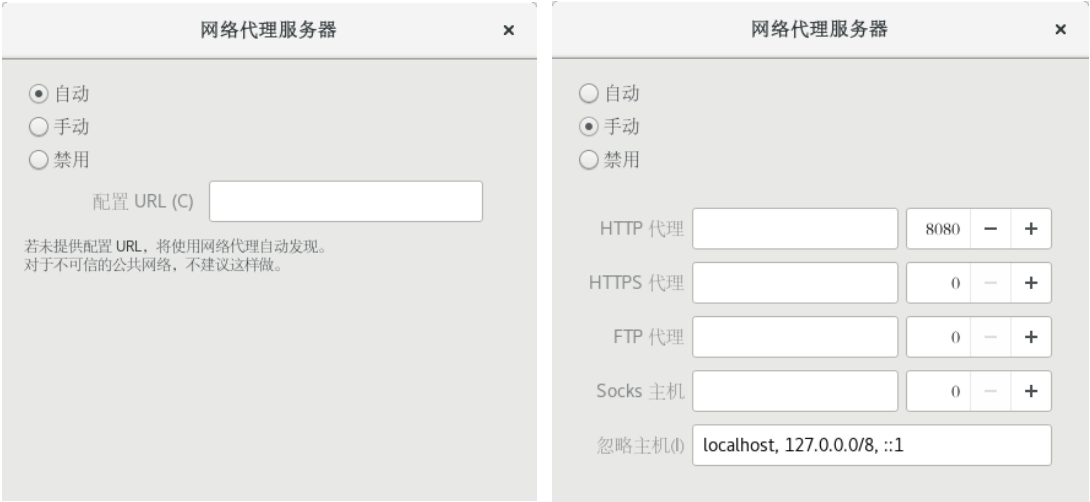 网络代理服务器
自动
手动
禁用
配置 URL (C)
若未提供配置 URL，将使用网络代理自动发现。
对于不可信的公共网络，不建议这样做。
网络代理服务器
自动
手动
禁用
HTTP 代理 8080
HTTPS 代理 0
FTP 代理 0
Socks 主机 0
忽略主机(I) localhost, 127.0.0.0/8, ::1